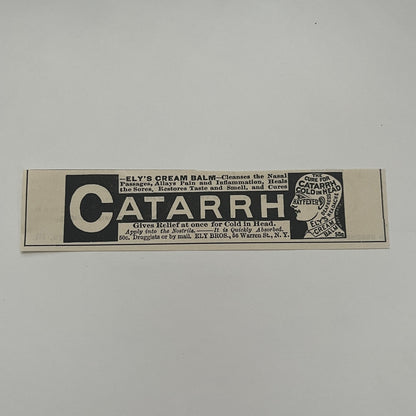 —ELY'S CREAM BALM—Cleanses the Nasal
Passages, Allays Pain and Inflammation, Heals
the Sores, Restores Taste and Smell, and Cures
CATARRH
Gives Relief at once for Cold in Head.
Apply into the Nostrils.——It is Quickly Absorbed.
50c. Druggists or by mail. ELY BROS., 56 Warren St., N. Y.
THE
CURE FOR
CATARRH
COLD IN HEAD
HAY FEVER
ELY'S
CREAM
BALM
50c